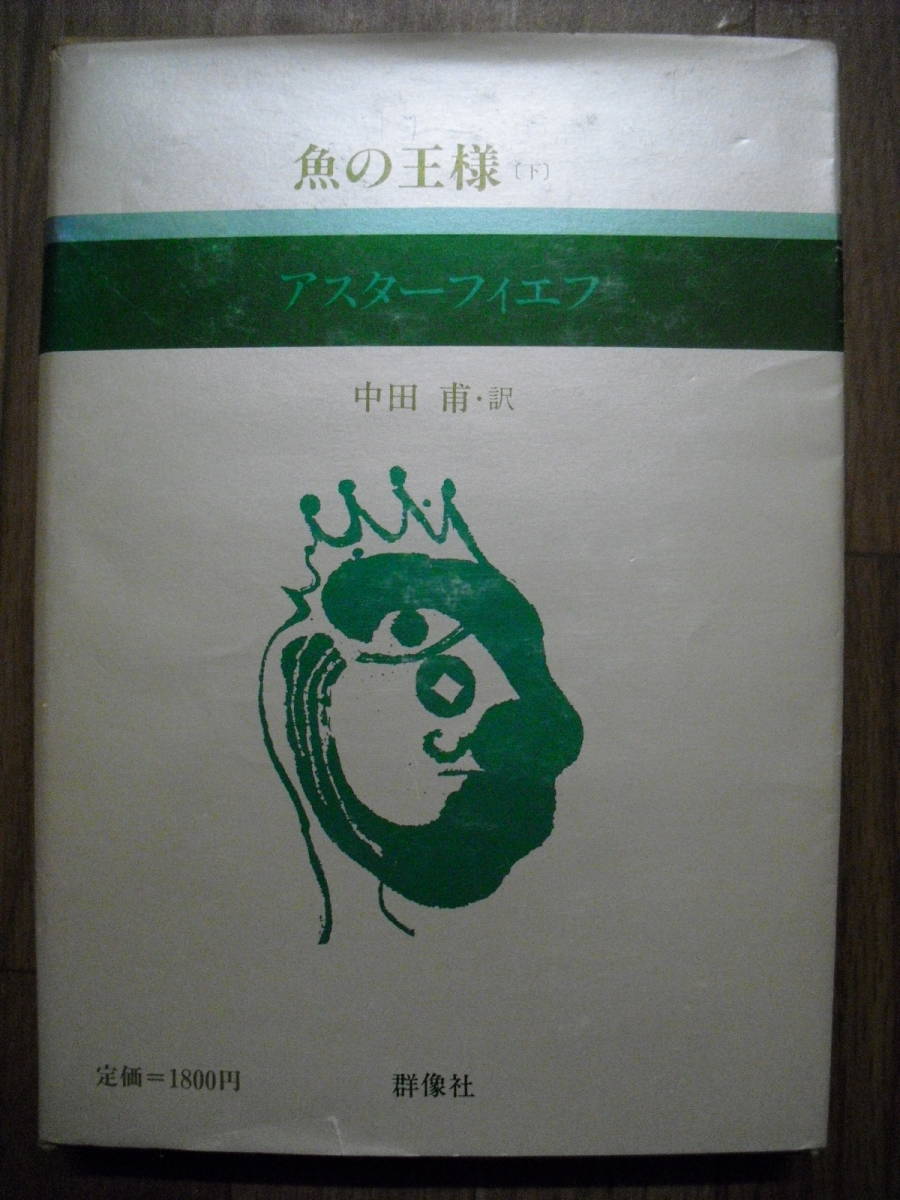 魚の王様〔下〕
アスターフィエフ
中田 甫・訳
定価=1800円
群像社